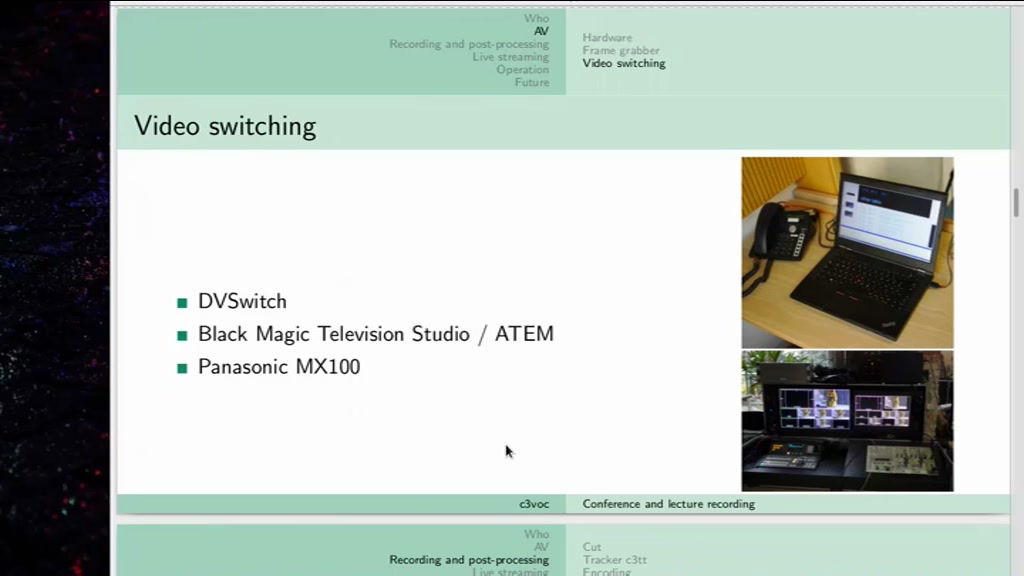 Who
AV
Recording and post-processing
Live streaming
Operation
Future
Hardware
Frame grabber
Video switching
Video switching
DVSwitch
Black Magic Television Studio / ATEM
Panasonic MX100
c3voc
Conference and lecture recording
Who
AV
Recording and post-processing
Live streaming
Cut
Tracker c3tt
Encoding